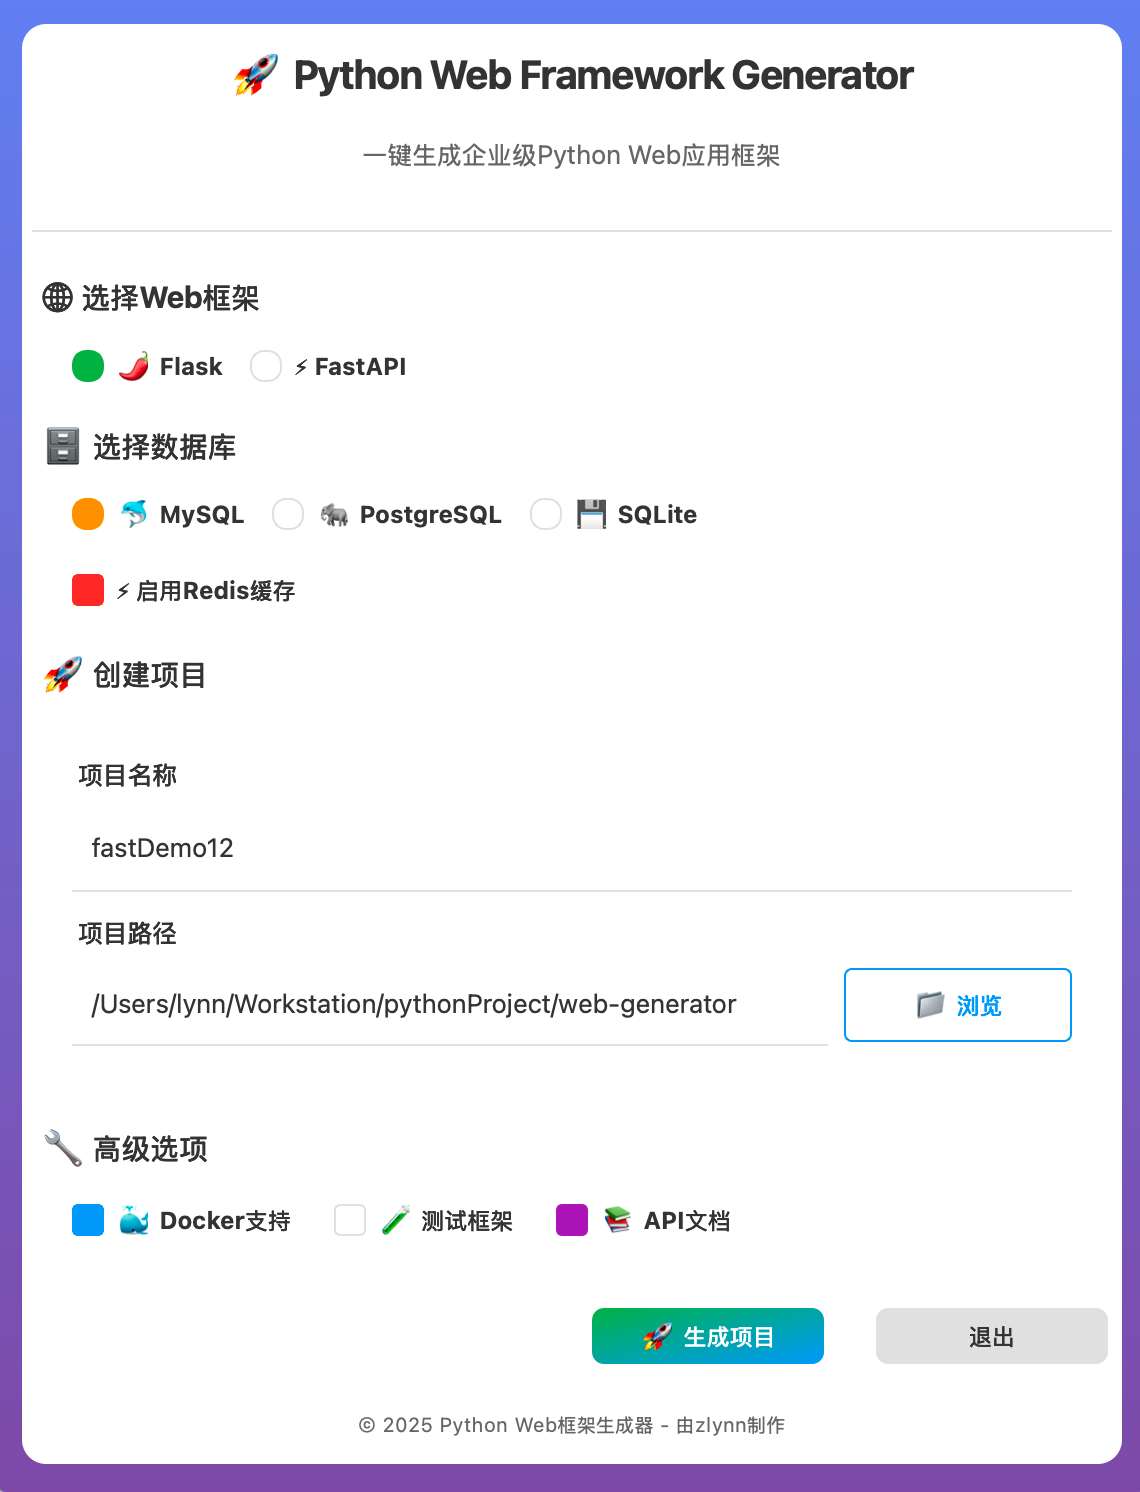 Python Web Framework Generator
一键生成企业级Python Web应用框架
选择Web框架
Flask FastAPI
选择数据库
MySQL PostgreSQL SQLite
启用Redis缓存
创建项目
项目名称
fastDemo12
项目路径
/Users/lynn/Workstation/pythonProject/web-generator 浏览
高级选项
Docker支持 测试框架 API文档
生成项目 退出
© 2025 Python Web框架生成器 - 由zlynn制作